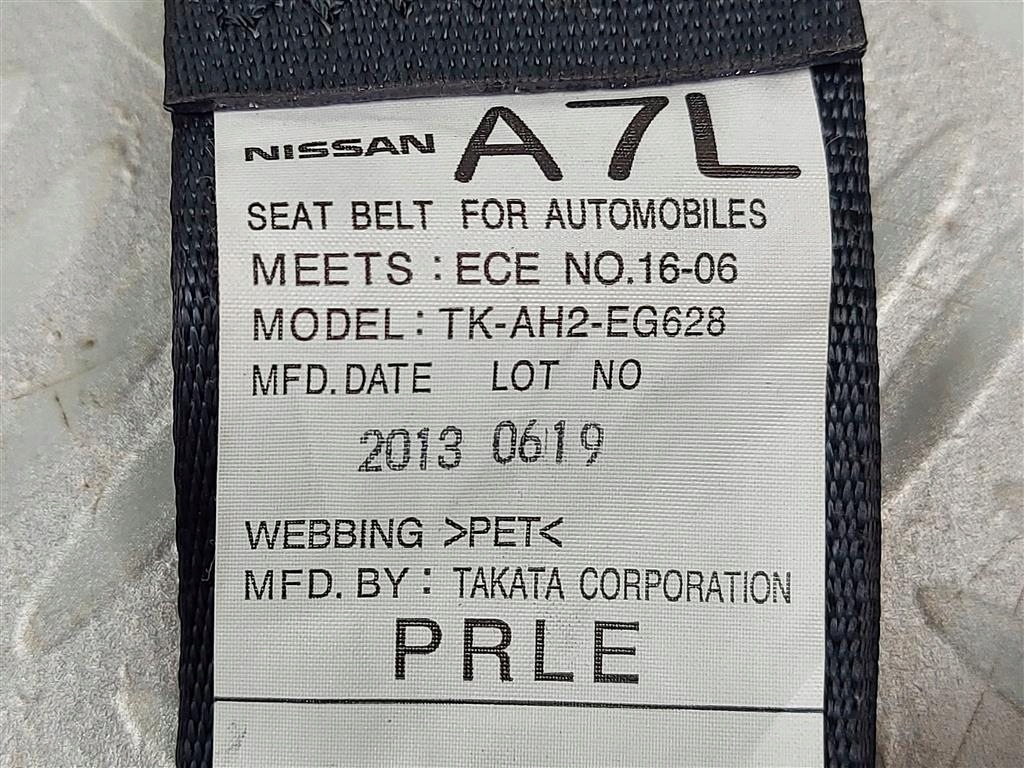 NISSAN A7L
SEAT BELT FOR AUTOMOBILES
MEETS : ECE NO.16-06
MODEL : TK-AH2-EG628
MFD. DATE LOT NO
2013 0619
WEBBING >PET<
MFD. BY : TAKATA CORPORATION
PRLE